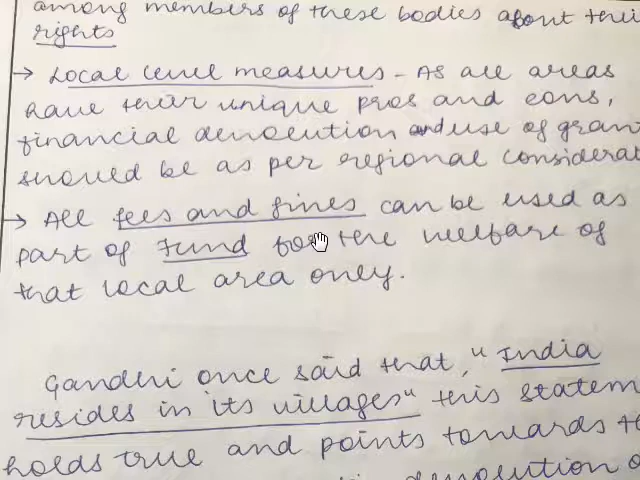 among members of these bodies about their
rights
→ Local level measures - As all areas
have their unique pros and cons,
financial devolution and use of grant
should be as per regional considerat
→ All fees and fines can be used as
part of Fund for the welfare of
that local area only.
Gandhi once said that, "India
resides in its villages" this statem
holds true and points towards t
devolution o